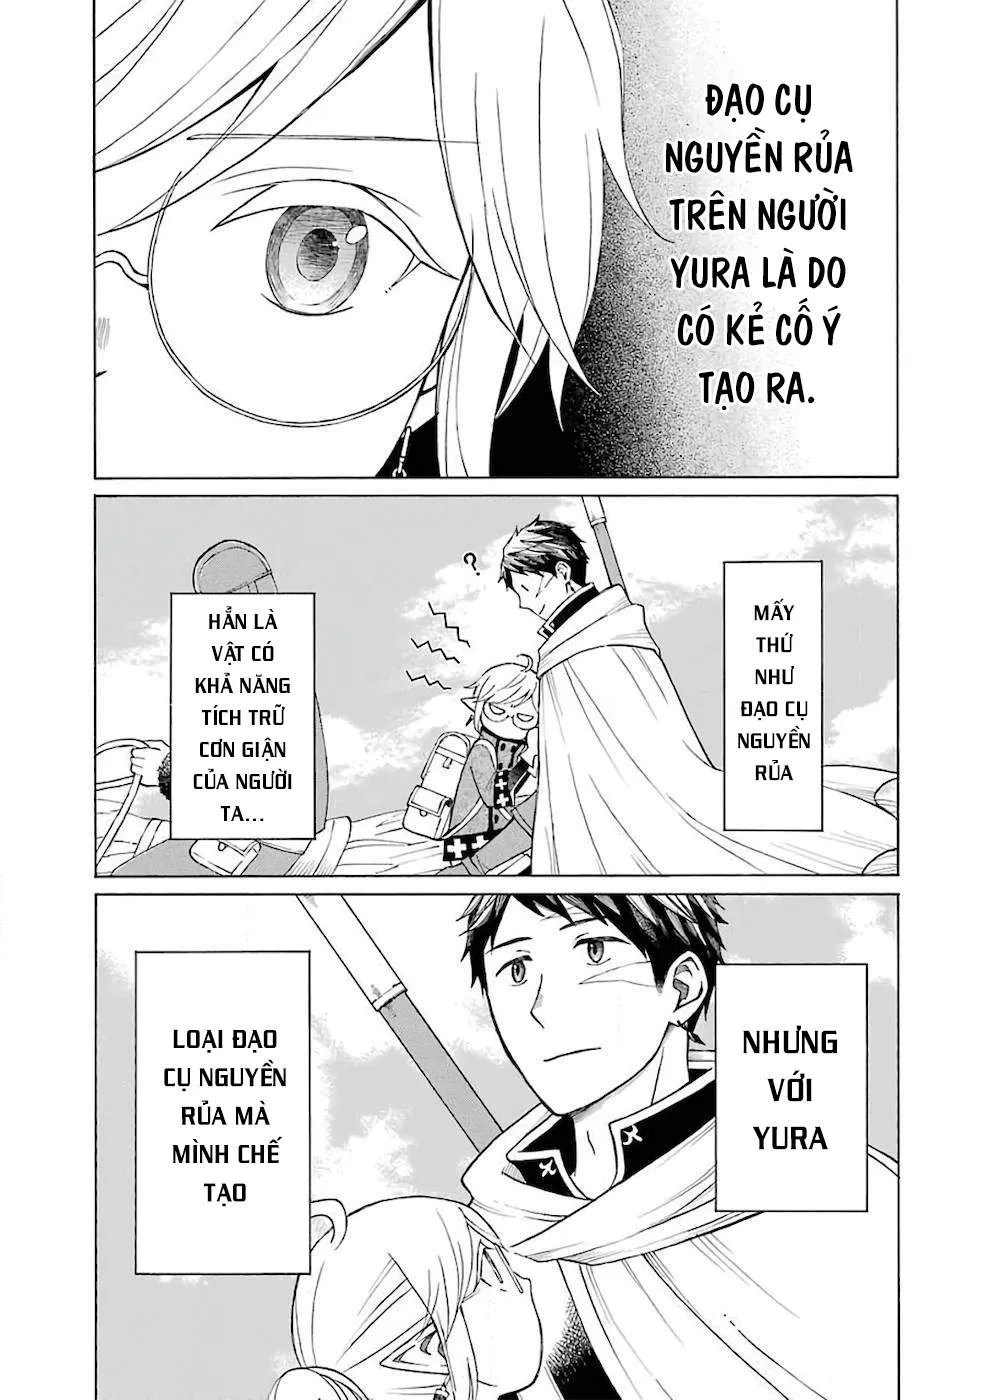 ĐẠO CỤ
NGUYỀN RỦA
TRÊN NGƯỜI
YURA LÀ DO
CÓ KẺ CỐ Ý
TẠO RA.
?
MẤY
THỨ
NHƯ
ĐẠO CỤ
NGUYỀN
RỦA
HẲN LÀ
VẬT CÓ
KHẢ NĂNG
TÍCH TRỮ
CƠN GIẬN
CỦA NGƯỜI
TA...
NHƯNG
VỚI
YURA
LOẠI ĐẠO
CỤ NGUYỀN
RỦA MÀ
MÌNH CHẾ
TẠO